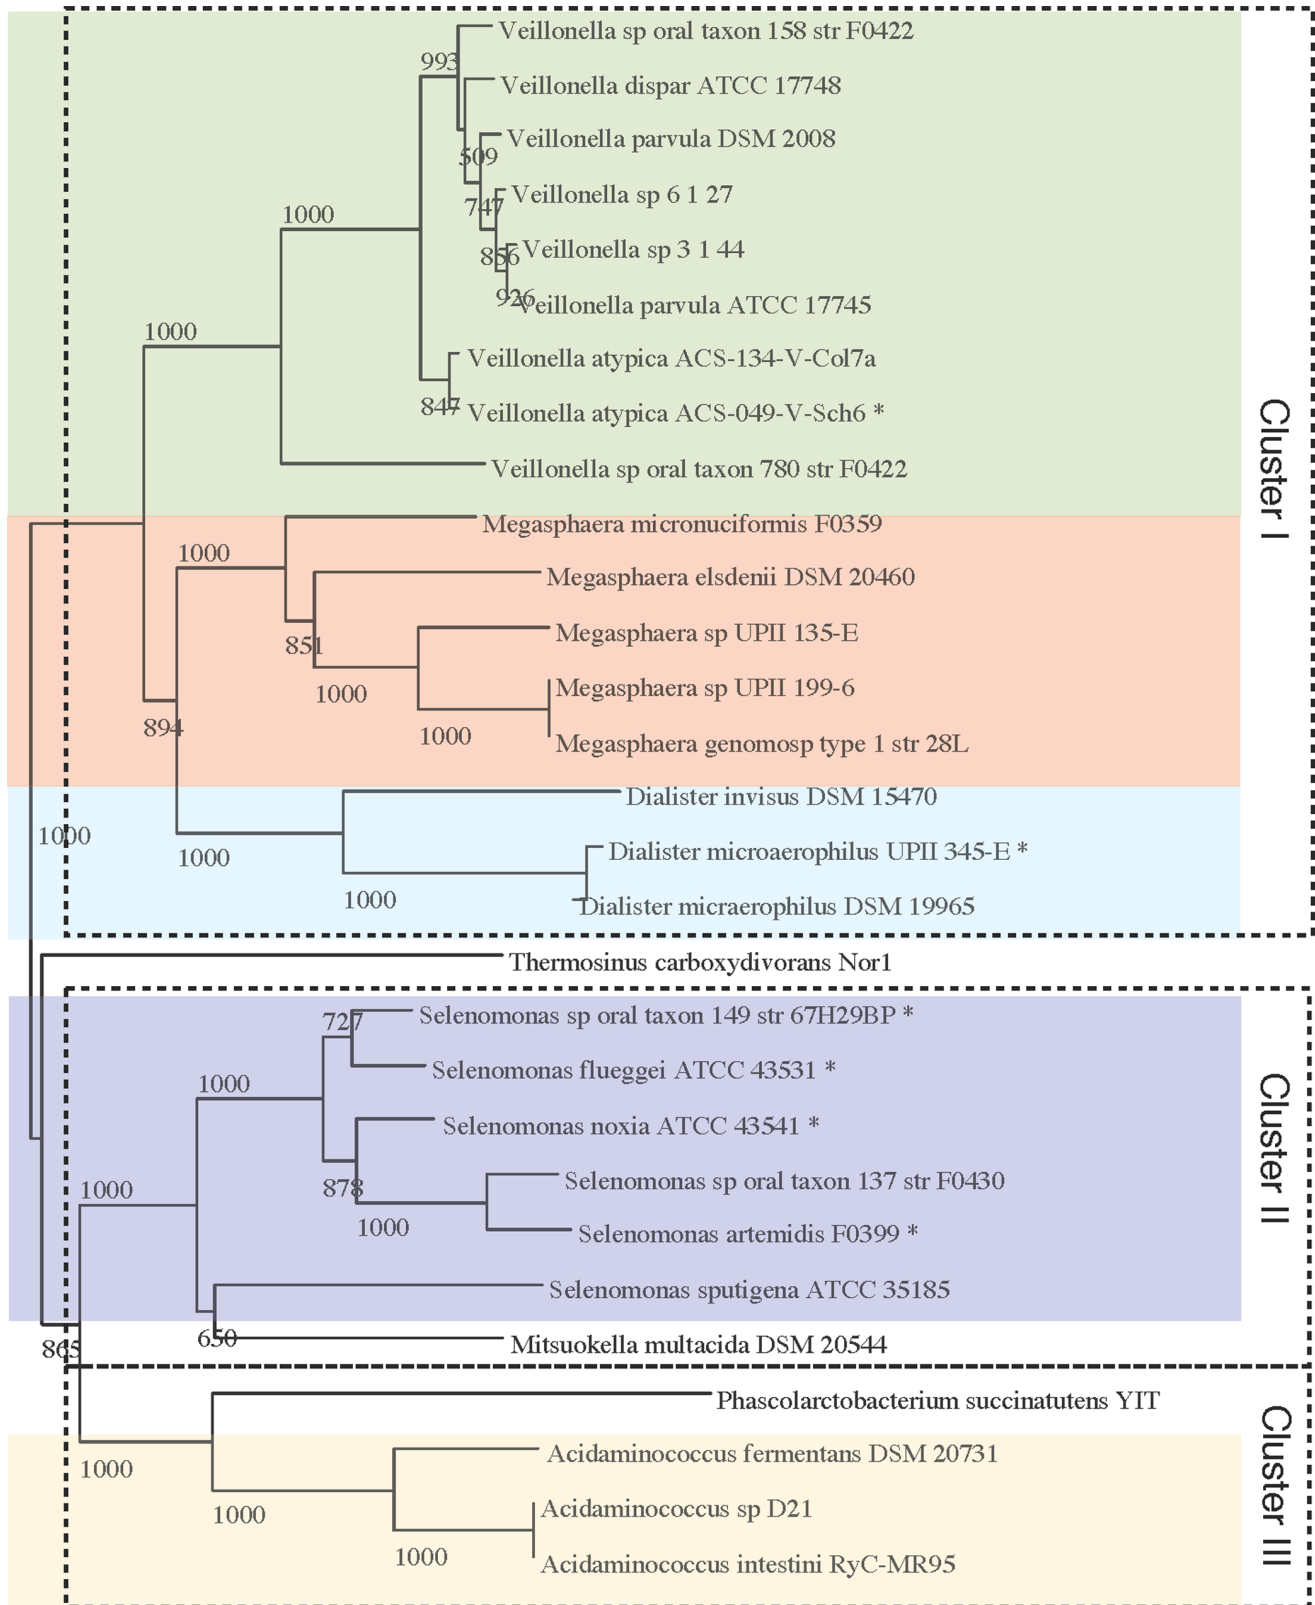 Veillonella sp oral taxon 158 str F0422
993
Veillonella dispar ATCC 17748
Veillonella parvula DSM 2008
509
Veillonella sp 6 1 27
747
1000
Veillonella sp 3 1 44
856
926
Veillonella parvula ATCC 17745
1000
Veillonella atypica ACS-134-V-Col7a
847
Veillonella atypica ACS-049-V-Sch6 *
Veillonella sp oral taxon 780 str F0422
Cluster I
Megasphaera micronuciformis F0359
1000
Megasphaera elsdenii DSM 20460
Megasphaera sp UPII 135-E
851
Megasphaera sp UPII 199-6
1000
894
1000
Megasphaera genomosp type 1 str 28L
Dialister invisus DSM 15470
1000
1000
Dialister microaerophilus UPII 345-E *
1000
Dialister micraerophilus DSM 19965
Thermosinus carboxydivorans Nor1
727
Selenomonas sp oral taxon 149 str 67H29BP *
Selenomonas flueggei ATCC 43531 *
1000
Selenomonas noxia ATCC 43541 *
Cluster II
1000
878
Selenomonas sp oral taxon 137 str F0430
1000
Selenomonas artemidis F0399 *
Selenomonas sputigena ATCC 35185
865
650
Mitsuokella multacida DSM 20544
Phascolarctobacterium succinatutens YIT
1000
Acidaminococcus fermentans DSM 20731
Cluster III
1000
Acidaminococcus sp D21
1000
Acidaminococcus intestini RyC-MR95